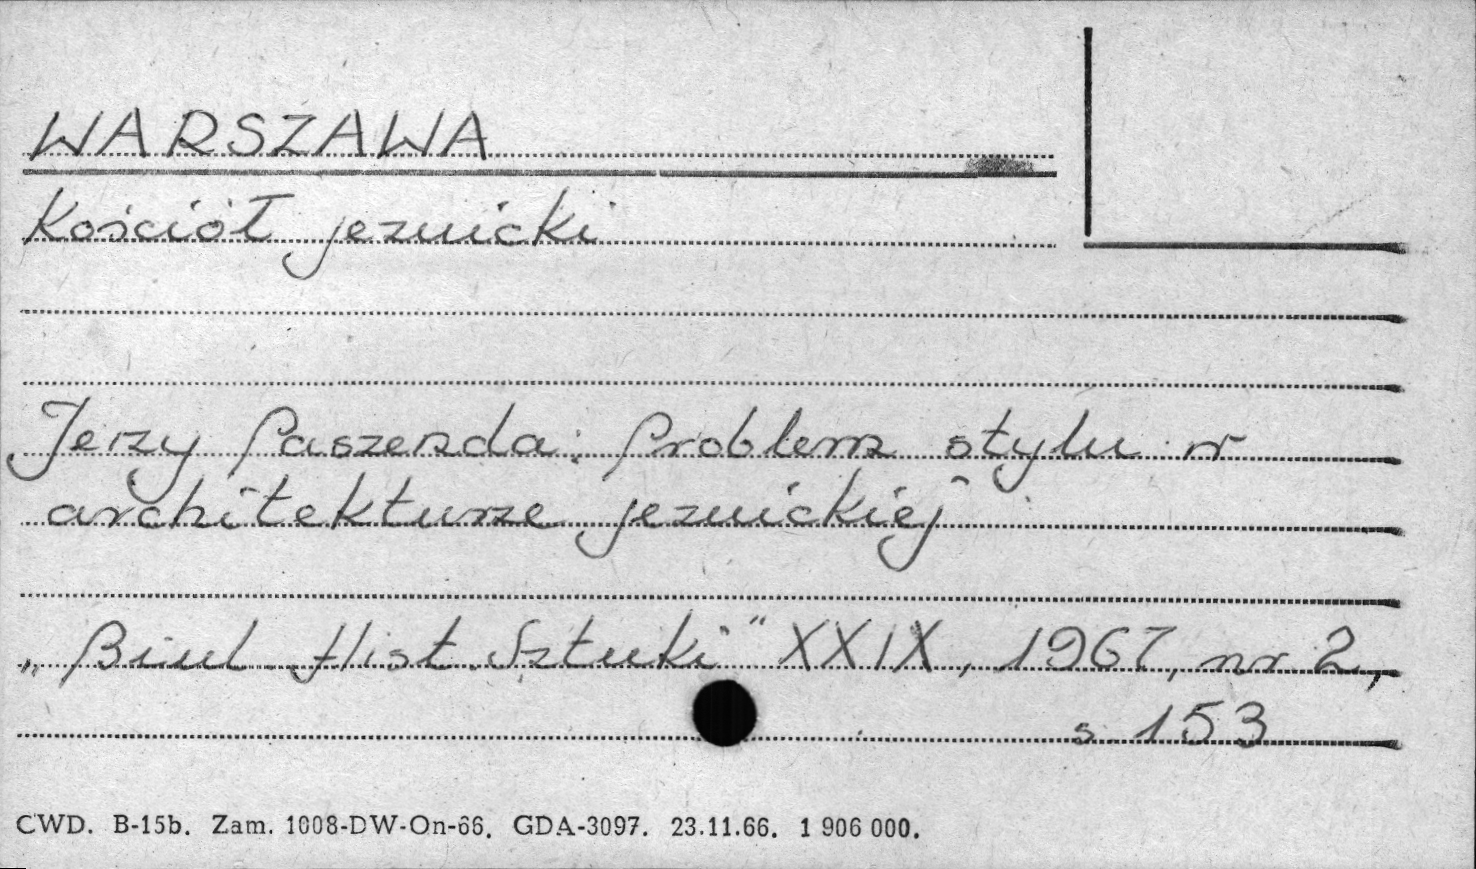 WARSZAWA
Kościół jezuicki
Jerzy Paszenda: Problem stylu w
architekturze jezuickiej
„Biul. Hist. Sztuki" XXIX, 1967, nr 2,
s 153
CWD. B-15b. Zam. 1008-DW-On-66. GDA-3097. 23.11.66. 1 906 000.